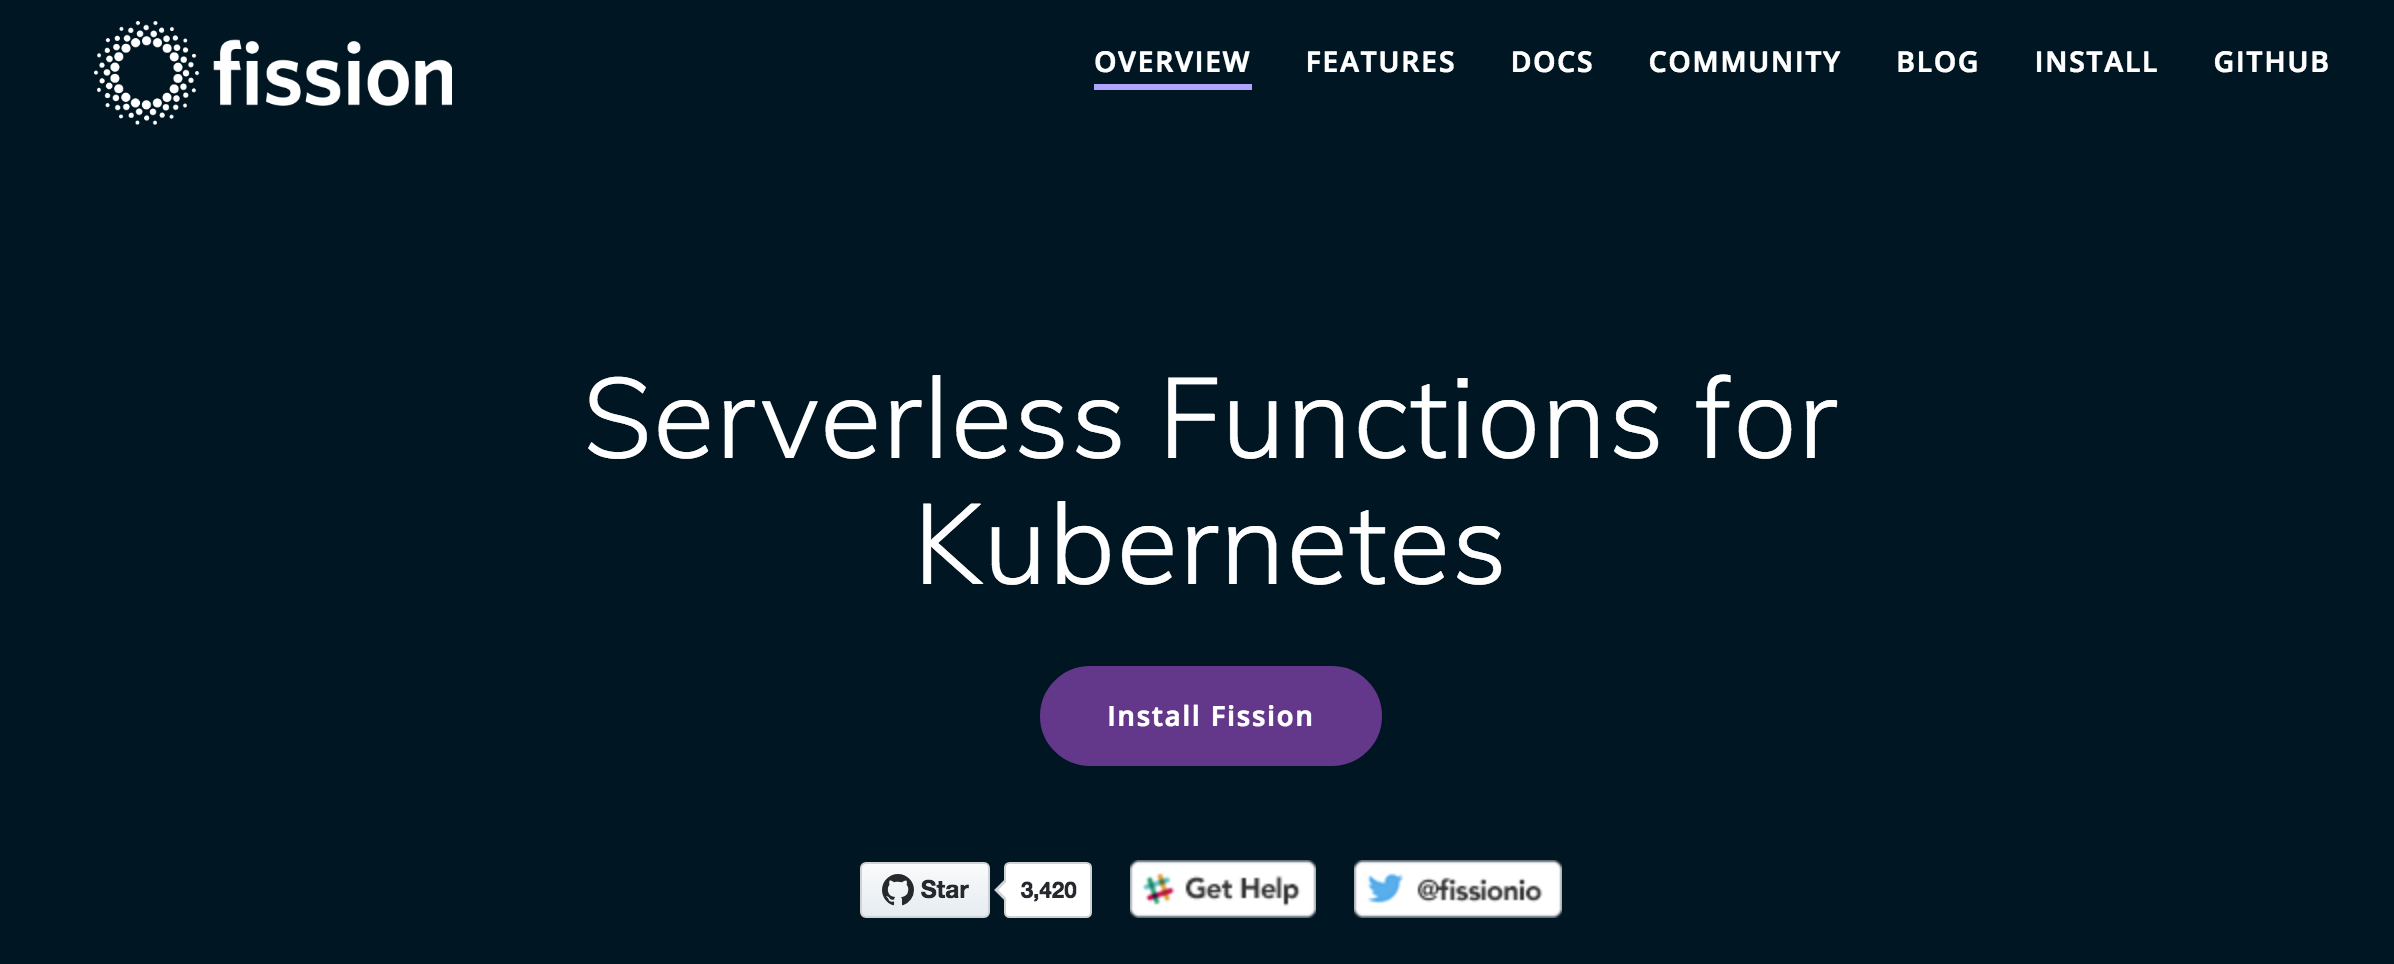 fission
OVERVIEW FEATURES DOCS COMMUNITY BLOG INSTALL GITHUB
Serverless Functions for
Kubernetes
Install Fission
Star 3,420 Get Help @fissionio